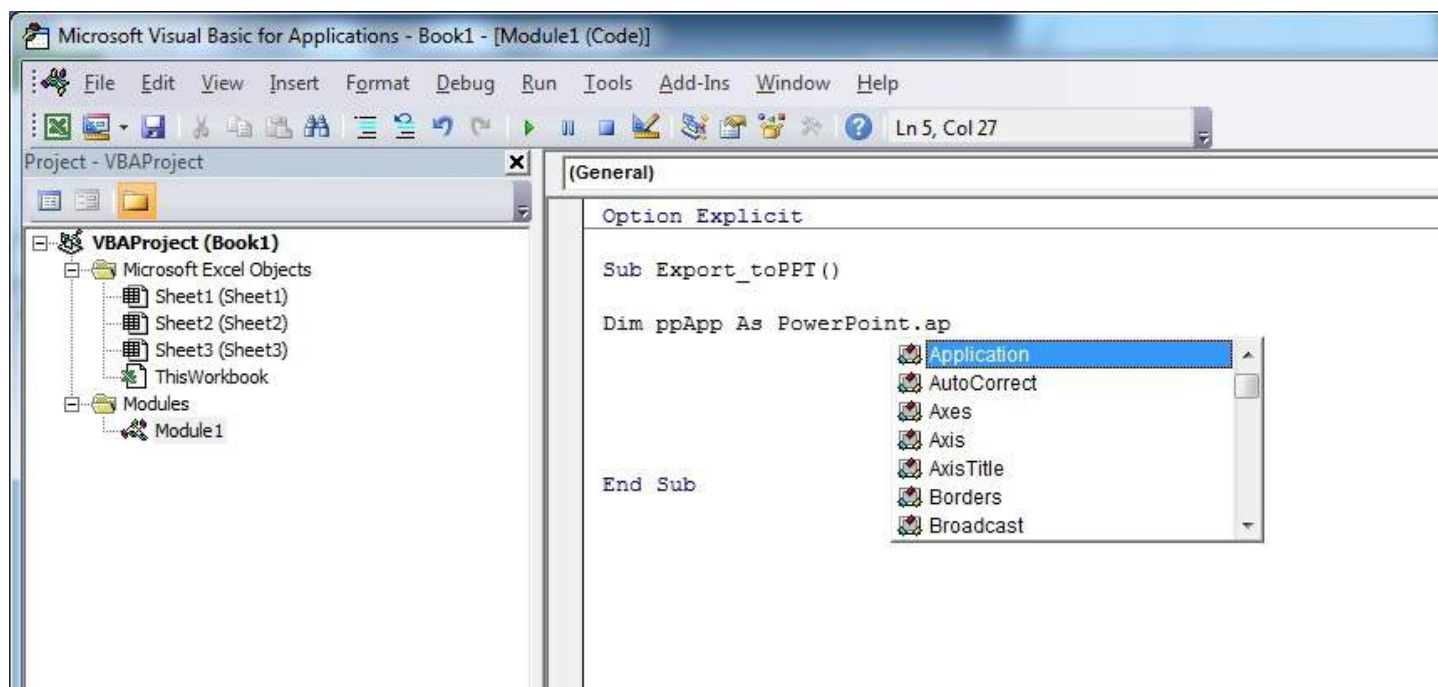 Microsoft Visual Basic for Applications - Book1 - [Module1 (Code)]
File Edit View Insert Format Debug Run Tools Add-Ins Window Help
Ln 5, Col 27
Project - VBAProject
(General)
VBAProject (Book1)
Microsoft Excel Objects
Sheet1 (Sheet1)
Sheet2 (Sheet2)
Sheet3 (Sheet3)
ThisWorkbook
Modules
Module1
Option Explicit
Sub Export_toPPT()
Dim ppApp As PowerPoint.ap
Application
AutoCorrect
Axes
Axis
AxisTitle
Borders
Broadcast
End Sub